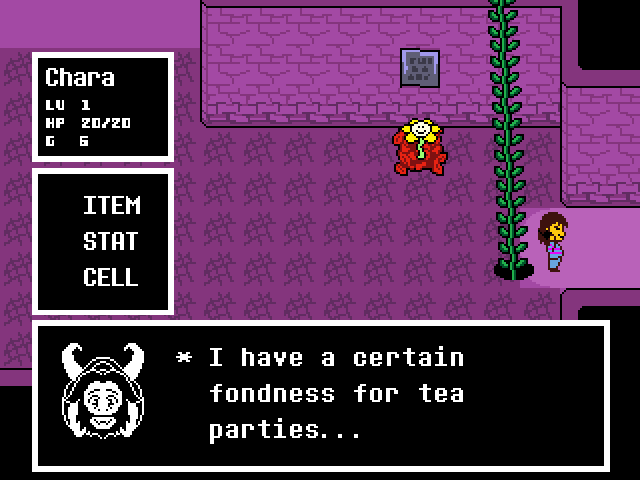 Chara
LV 1
HP 20/20
G 6
ITEM
STAT
CELL
* I have a certain
fondness for tea
parties...